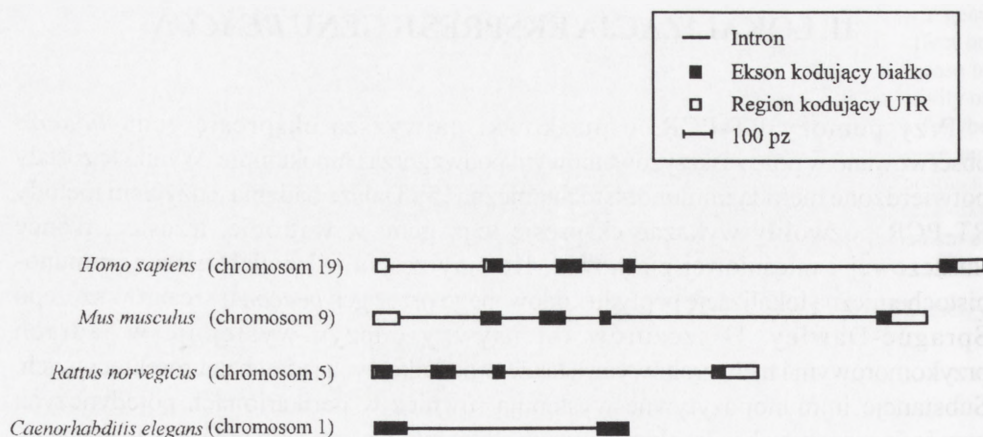 Intron
Ekson kodujący białko
Region kodujący UTR
100 pz
Homo sapiens (chromosom 19)
Mus musculus (chromosom 9)
Rattus norvegicus (chromosom 5)
Caenorhabditis elegans (chromosom 1)